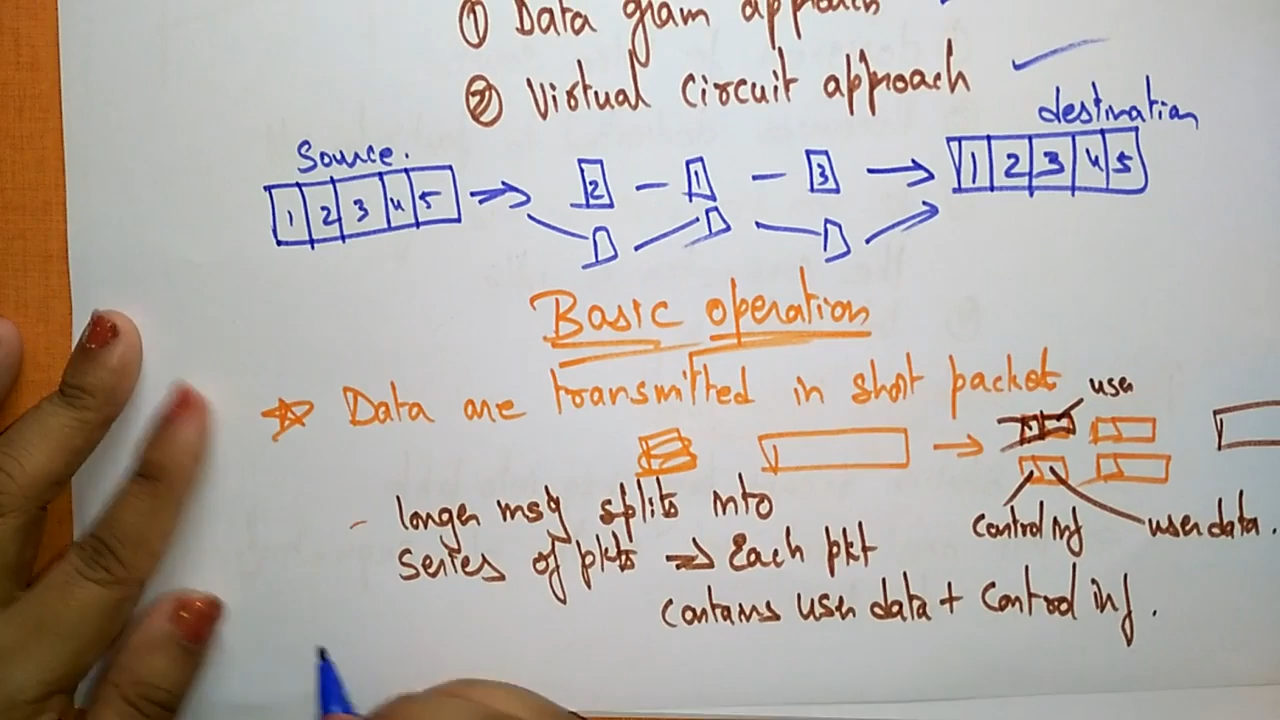 ① Data gram approach
② Virtual circuit approach
destination
Source.
1 2 3 4 5
2 1 3
1 2 3 4 5
Basic operation
Data are transmitted in short packets
user
longer msg splits into
series of pkts ⇒ Each pkt
contains user data + control inf.
control inf
user data.